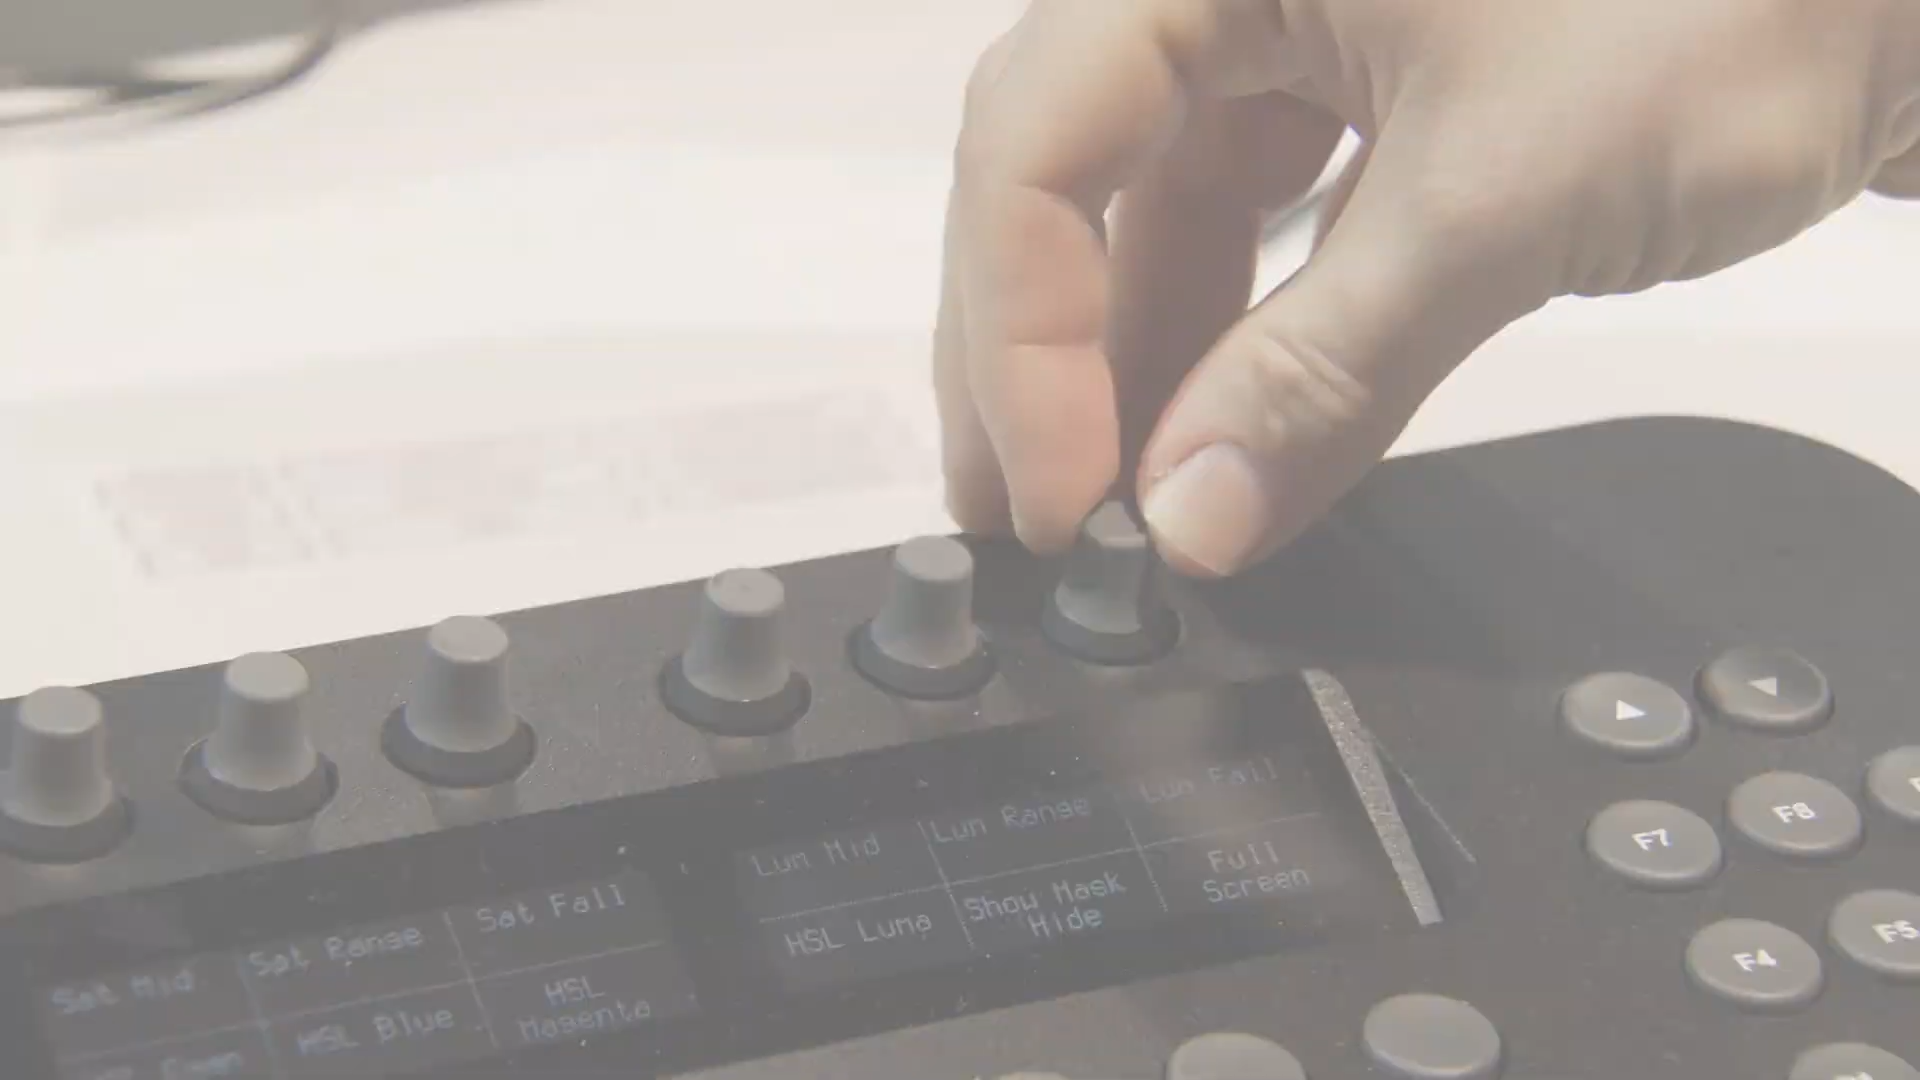 Lum Mid
Lum Range
Lum Fall
HSL Luma
Show Mask
Hide
Full
Screen
Sat Mid
Sat Range
Sat Fall
HSL Blue
HSL
Magenta
F7
F8
F4
F5